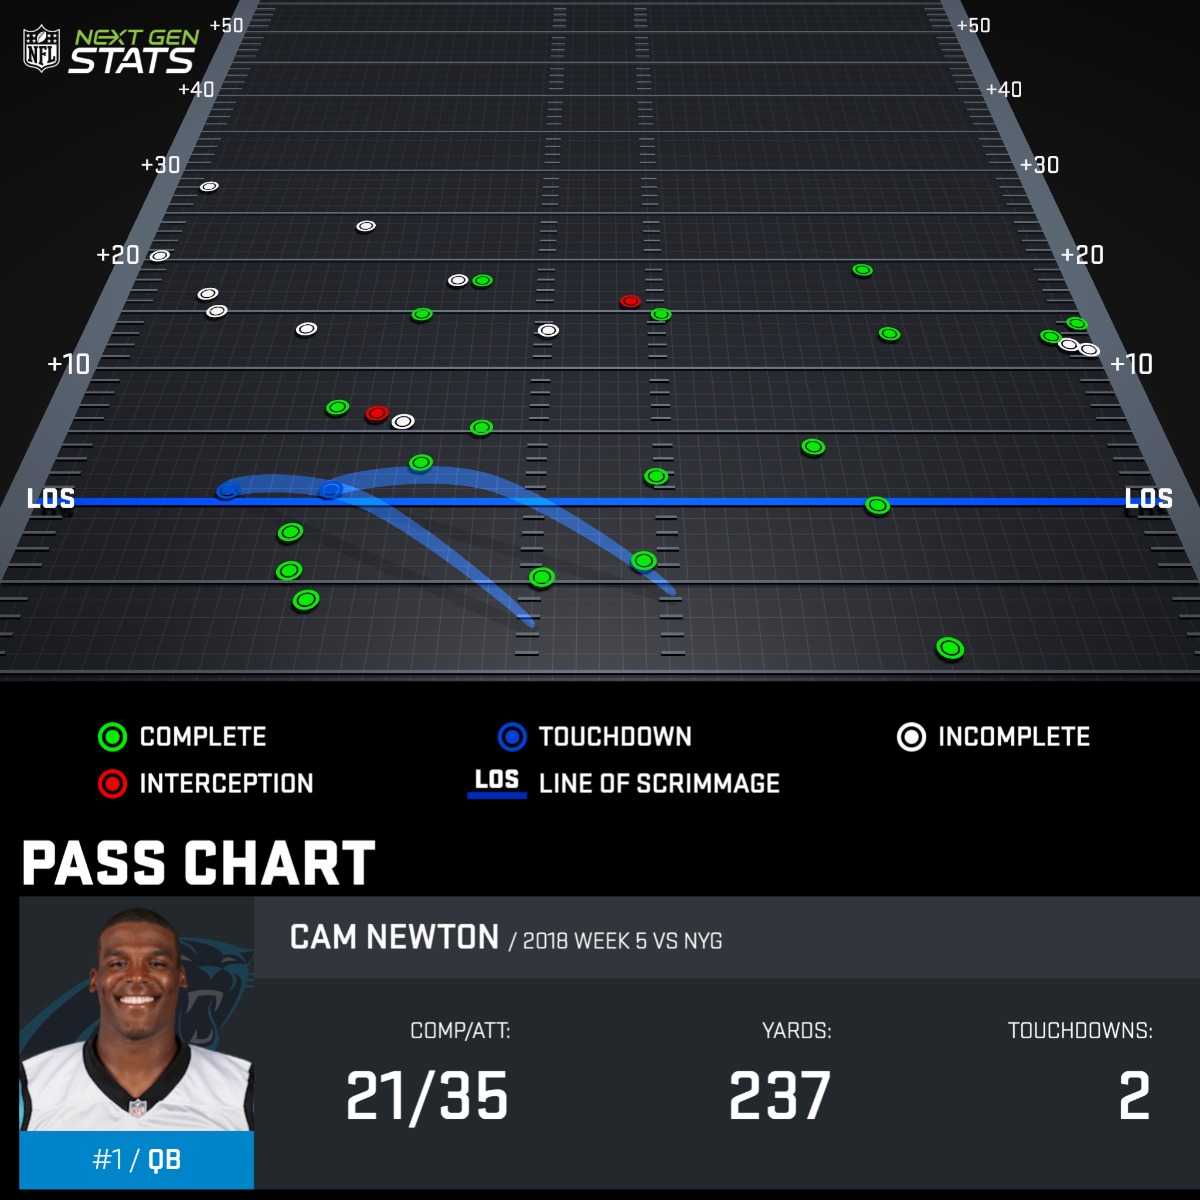 NFL NEXT GEN STATS
+50 +50
+40 +40
+30 +30
+20 +20
+10 +10
LOS LOS
COMPLETE TOUCHDOWN INCOMPLETE
INTERCEPTION LOS LINE OF SCRIMMAGE
PASS CHART
CAM NEWTON / 2018 WEEK 5 VS NYG
COMP/ATT: YARDS: TOUCHDOWNS:
21/35 237 2
#1 / QB